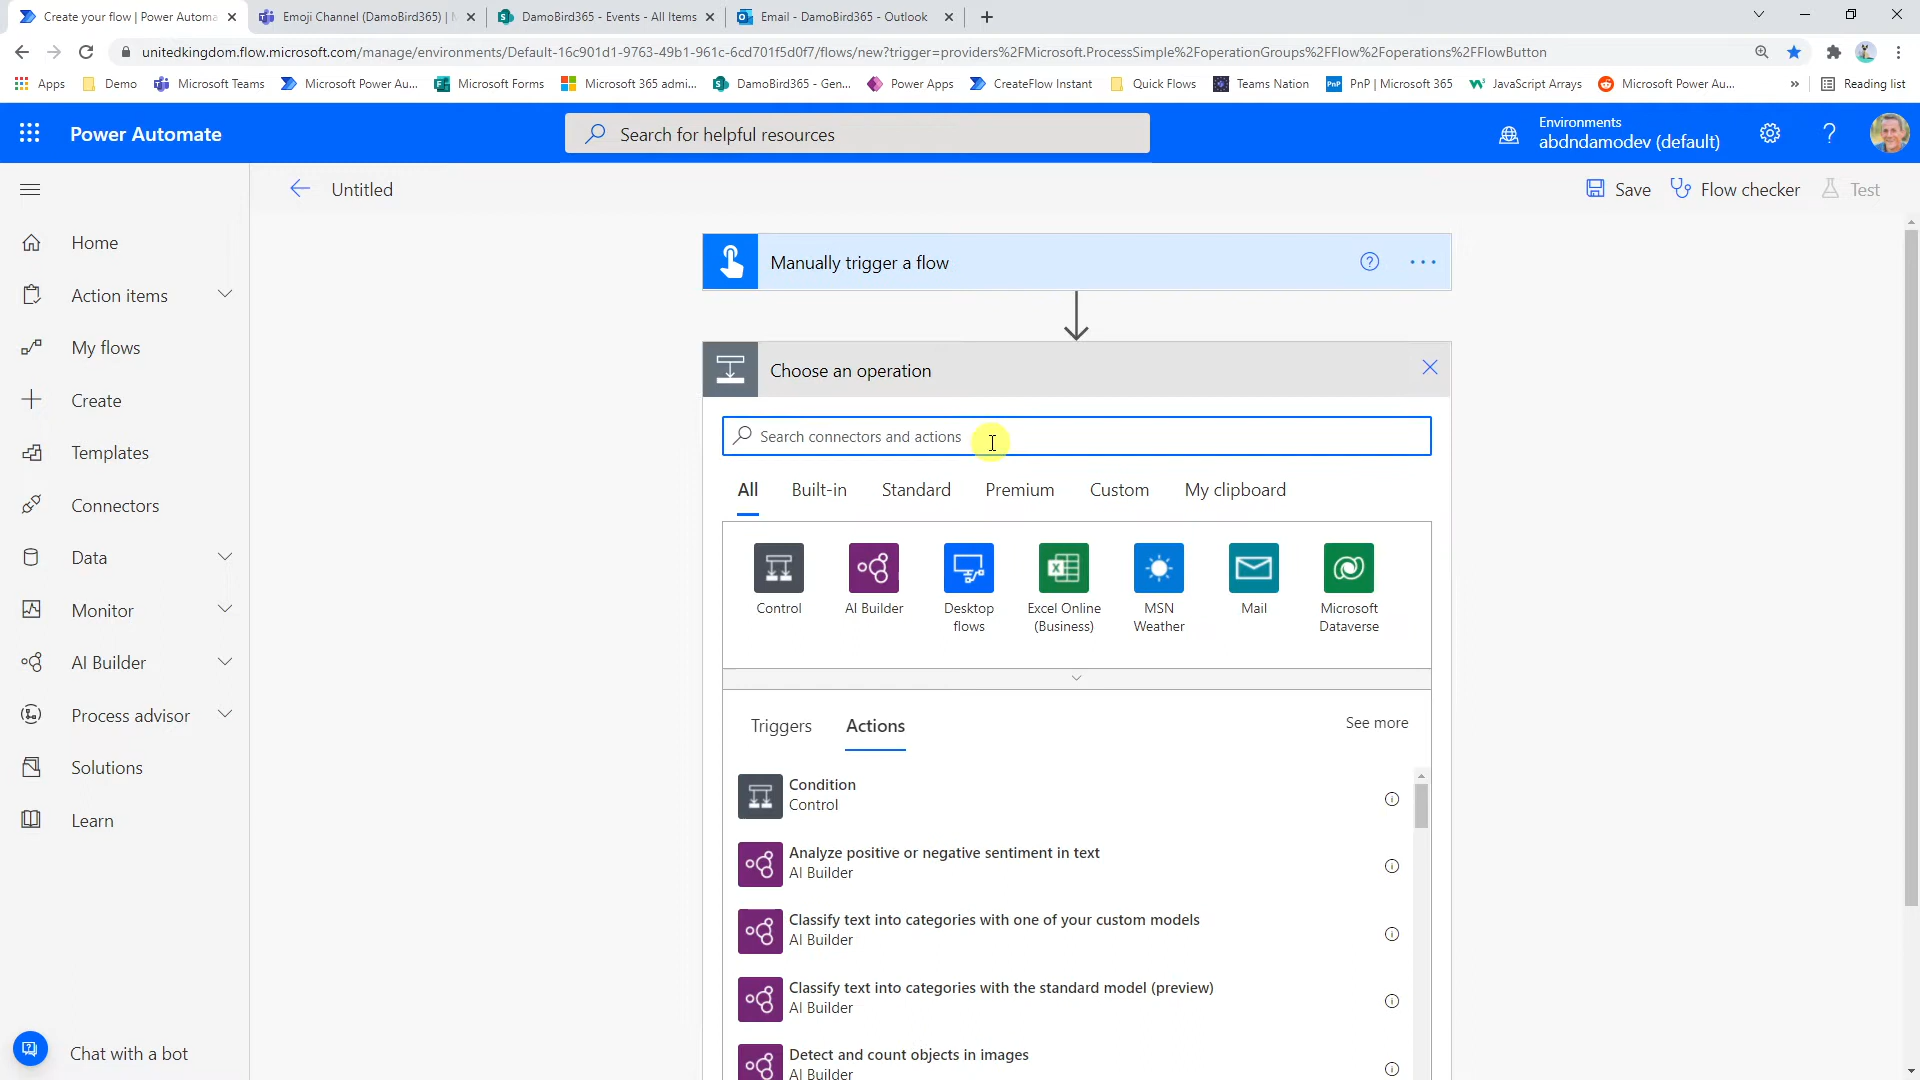 Create your flow | Power Automa
Emoji Channel (DamoBird365) | M
DamoBird365 - Events - All Items
Email - DamoBird365 - Outlook
unitedkingdom.flow.microsoft.com/manage/environments/Default-16c901d1-9763-49b1-961c-6cd701f5d0f7/flows/new?trigger=providers%2FMicrosoft.ProcessSimple%2FoperationGroups%2FFlow%2Foperations%2FFlowButton
Apps
Demo
Microsoft Teams
Microsoft Power Au...
Microsoft Forms
Microsoft 365 admi...
DamoBird365 - Gen...
Power Apps
CreateFlow Instant
Quick Flows
Teams Nation
PnP | Microsoft 365
JavaScript Arrays
Microsoft Power Au...
»
Reading list
Power Automate
Search for helpful resources
Environments
abdndamodev (default)
Untitled
Save
Flow checker
Test
Home
Action items
My flows
Create
Templates
Connectors
Data
Monitor
AI Builder
Process advisor
Solutions
Learn
Chat with a bot
Manually trigger a flow
Choose an operation
Search connectors and actions
All
Built-in
Standard
Premium
Custom
My clipboard
Control
AI Builder
Desktop
flows
Excel Online
(Business)
MSN
Weather
Mail
Microsoft
Dataverse
Triggers
Actions
See more
Condition
Control
Analyze positive or negative sentiment in text
AI Builder
Classify text into categories with one of your custom models
AI Builder
Classify text into categories with the standard model (preview)
AI Builder
Detect and count objects in images
AI Builder